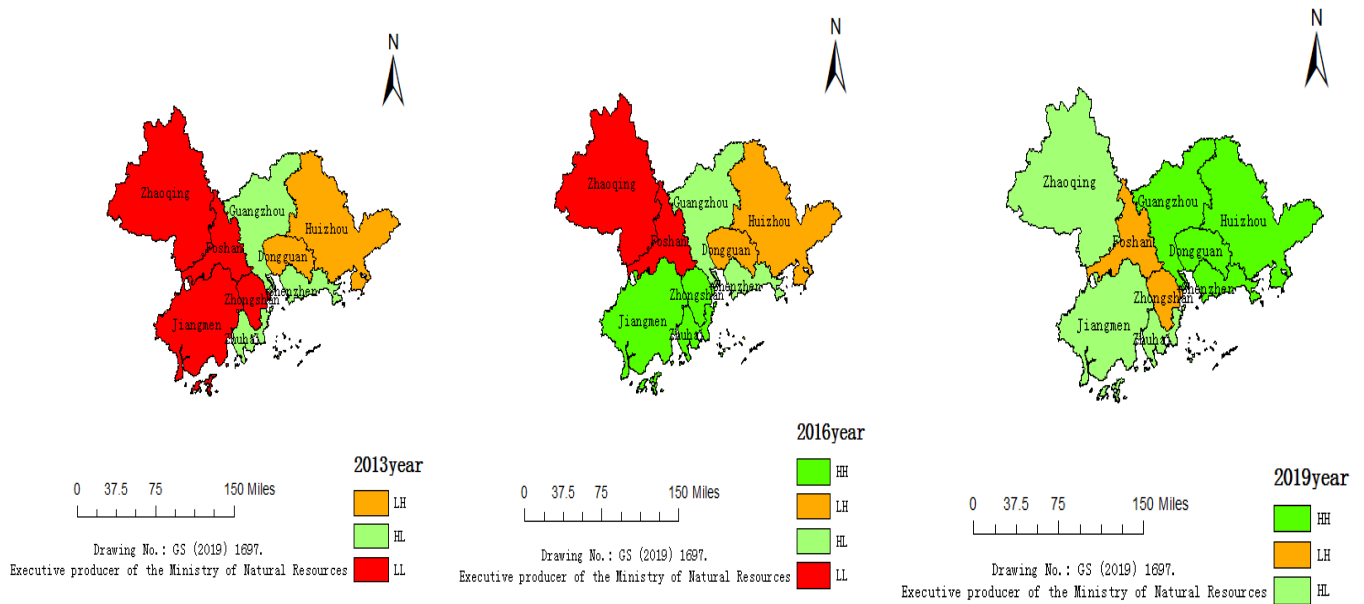 N
Zhaoqing
Guangzhou
Huizhou
Foshan
Dongguan
Shenzhen
Zhongshan
Jiangmen
Zhuhai
2013year
0 37.5 75 150 Miles
LH
HL
LL
Drawing No.: GS (2019) 1697.
Executive producer of the Ministry of Natural Resources
N
Zhaoqing
Guangzhou
Huizhou
Foshan
Dongguan
Shenzhen
Zhongshan
Jiangmen
Zhuhai
2016year
0 37.5 75 150 Miles
HH
LH
HL
LL
Drawing No.: GS (2019) 1697.
Executive producer of the Ministry of Natural Resources
N
Zhaoqing
Guangzhou
Huizhou
Foshan
Dongguan
Shenzhen
Zhongshan
Jiangmen
Zhuhai
2019year
0 37.5 75 150 Miles
HH
LH
HL
Drawing No.: GS (2019) 1697.
Executive producer of the Ministry of Natural Resources